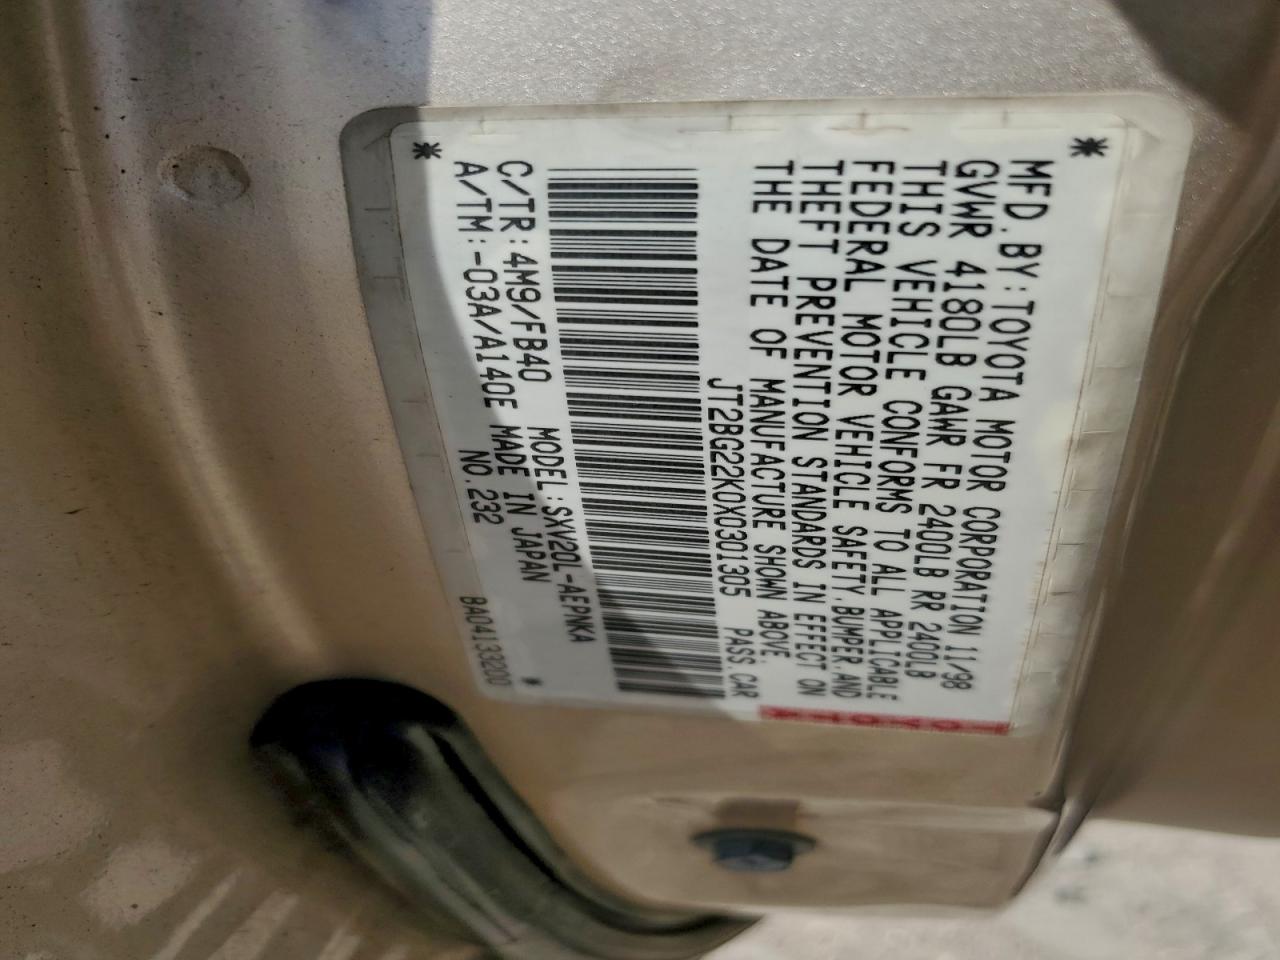 TOYOTA
MFD. BY: TOYOTA MOTOR CORPORATION 11/98
GVWR 4180LB GAWR FR 2400LB RR 2400LB
THIS VEHICLE CONFORMS TO ALL APPLICABLE
FEDERAL MOTOR VEHICLE SAFETY, BUMPER, AND
THEFT PREVENTION STANDARDS IN EFFECT ON
THE DATE OF MANUFACTURE SHOWN ABOVE.
JT2BG22K0X0301305 PASS. CAR
C/TR: 4M9/FB40 MODEL: SXV20L-AEPNKA
A/TM: -03A/A140E MADE IN JAPAN
NO. 232 BA04133200